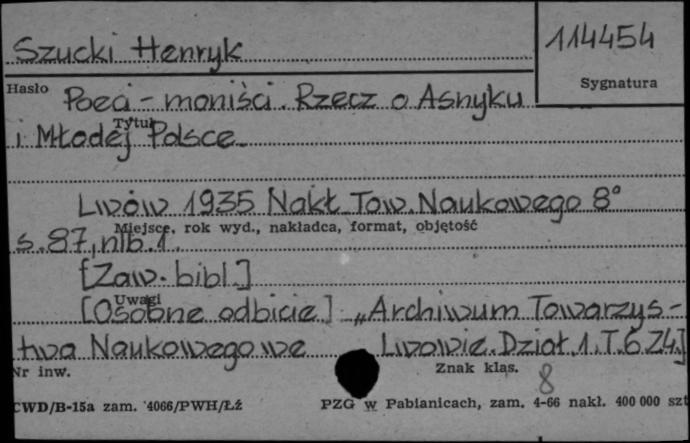 Szucki Henryk
114454
Hasło
Sygnatura
Poeci - moniści. Rzecz o Asnyku
Tytuł
i Młodej Polsce.
Lwów 1935 Nakł. Tow. Naukowego 8°
Miejsce, rok wyd., nakładca, format, objętość
s. 87, nlb. 1.
[Zaw. bibl.]
Uwagi
[Osobne odbicie] „Archiwum Towarzys-
twa Naukowego we Lwowie. Dział. 1. T. 6 Z4.]
Nr inw.
Znak klas.
8
CWD/B-15a zam. 4066/PWH/Łź
PZG w Pabianicach, zam. 4-66 nakł. 400 000 szt